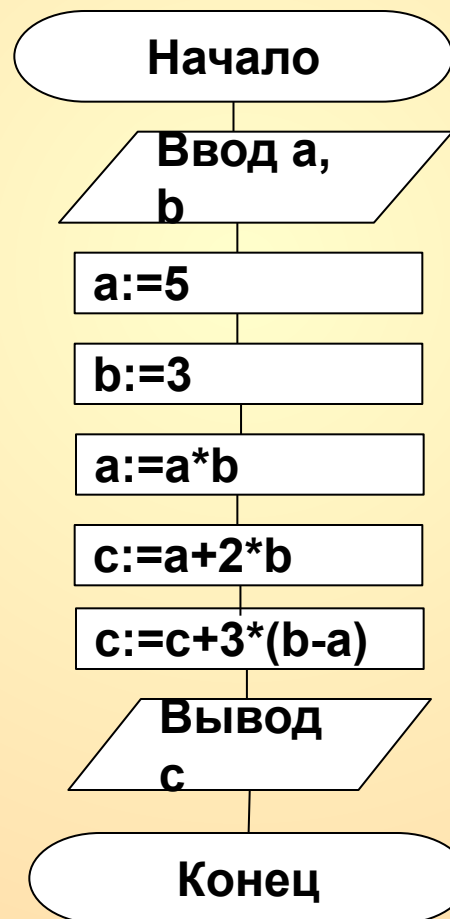 Начало
Ввод a,
b
a:=5
b:=3
a:=a*b
c:=a+2*b
c:=c+3*(b-a)
Вывод
c
Конец